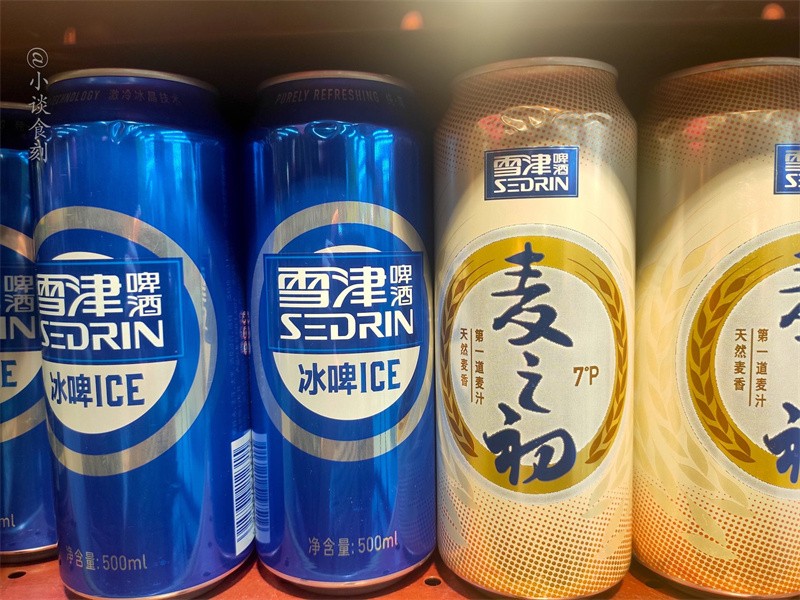 @小谈食刻
TECHNOLOGY
雪津啤酒
SEDRIN
冰啤ICE
净含量:500ml
PURELY REFRESHING
雪津啤酒
SEDRIN
冰啤ICE
净含量:500ml
雪津啤酒
SEDRIN
麦之初
第一道麦汁
天然麦香
7°P
第一道麦汁
天然麦香